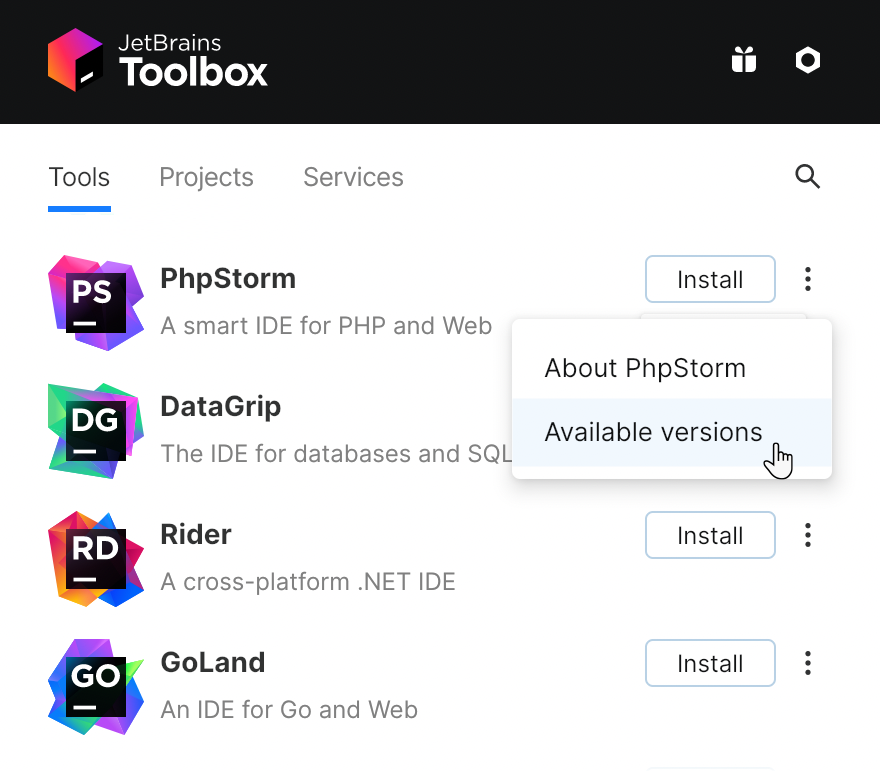 JetBrains
Toolbox
Tools Projects Services
PS
PhpStorm Install
A smart IDE for PHP and Web
About PhpStorm
DG
DataGrip
Available versions
The IDE for databases and SQL
RD
Rider Install
A cross-platform .NET IDE
GO
GoLand Install
An IDE for Go and Web